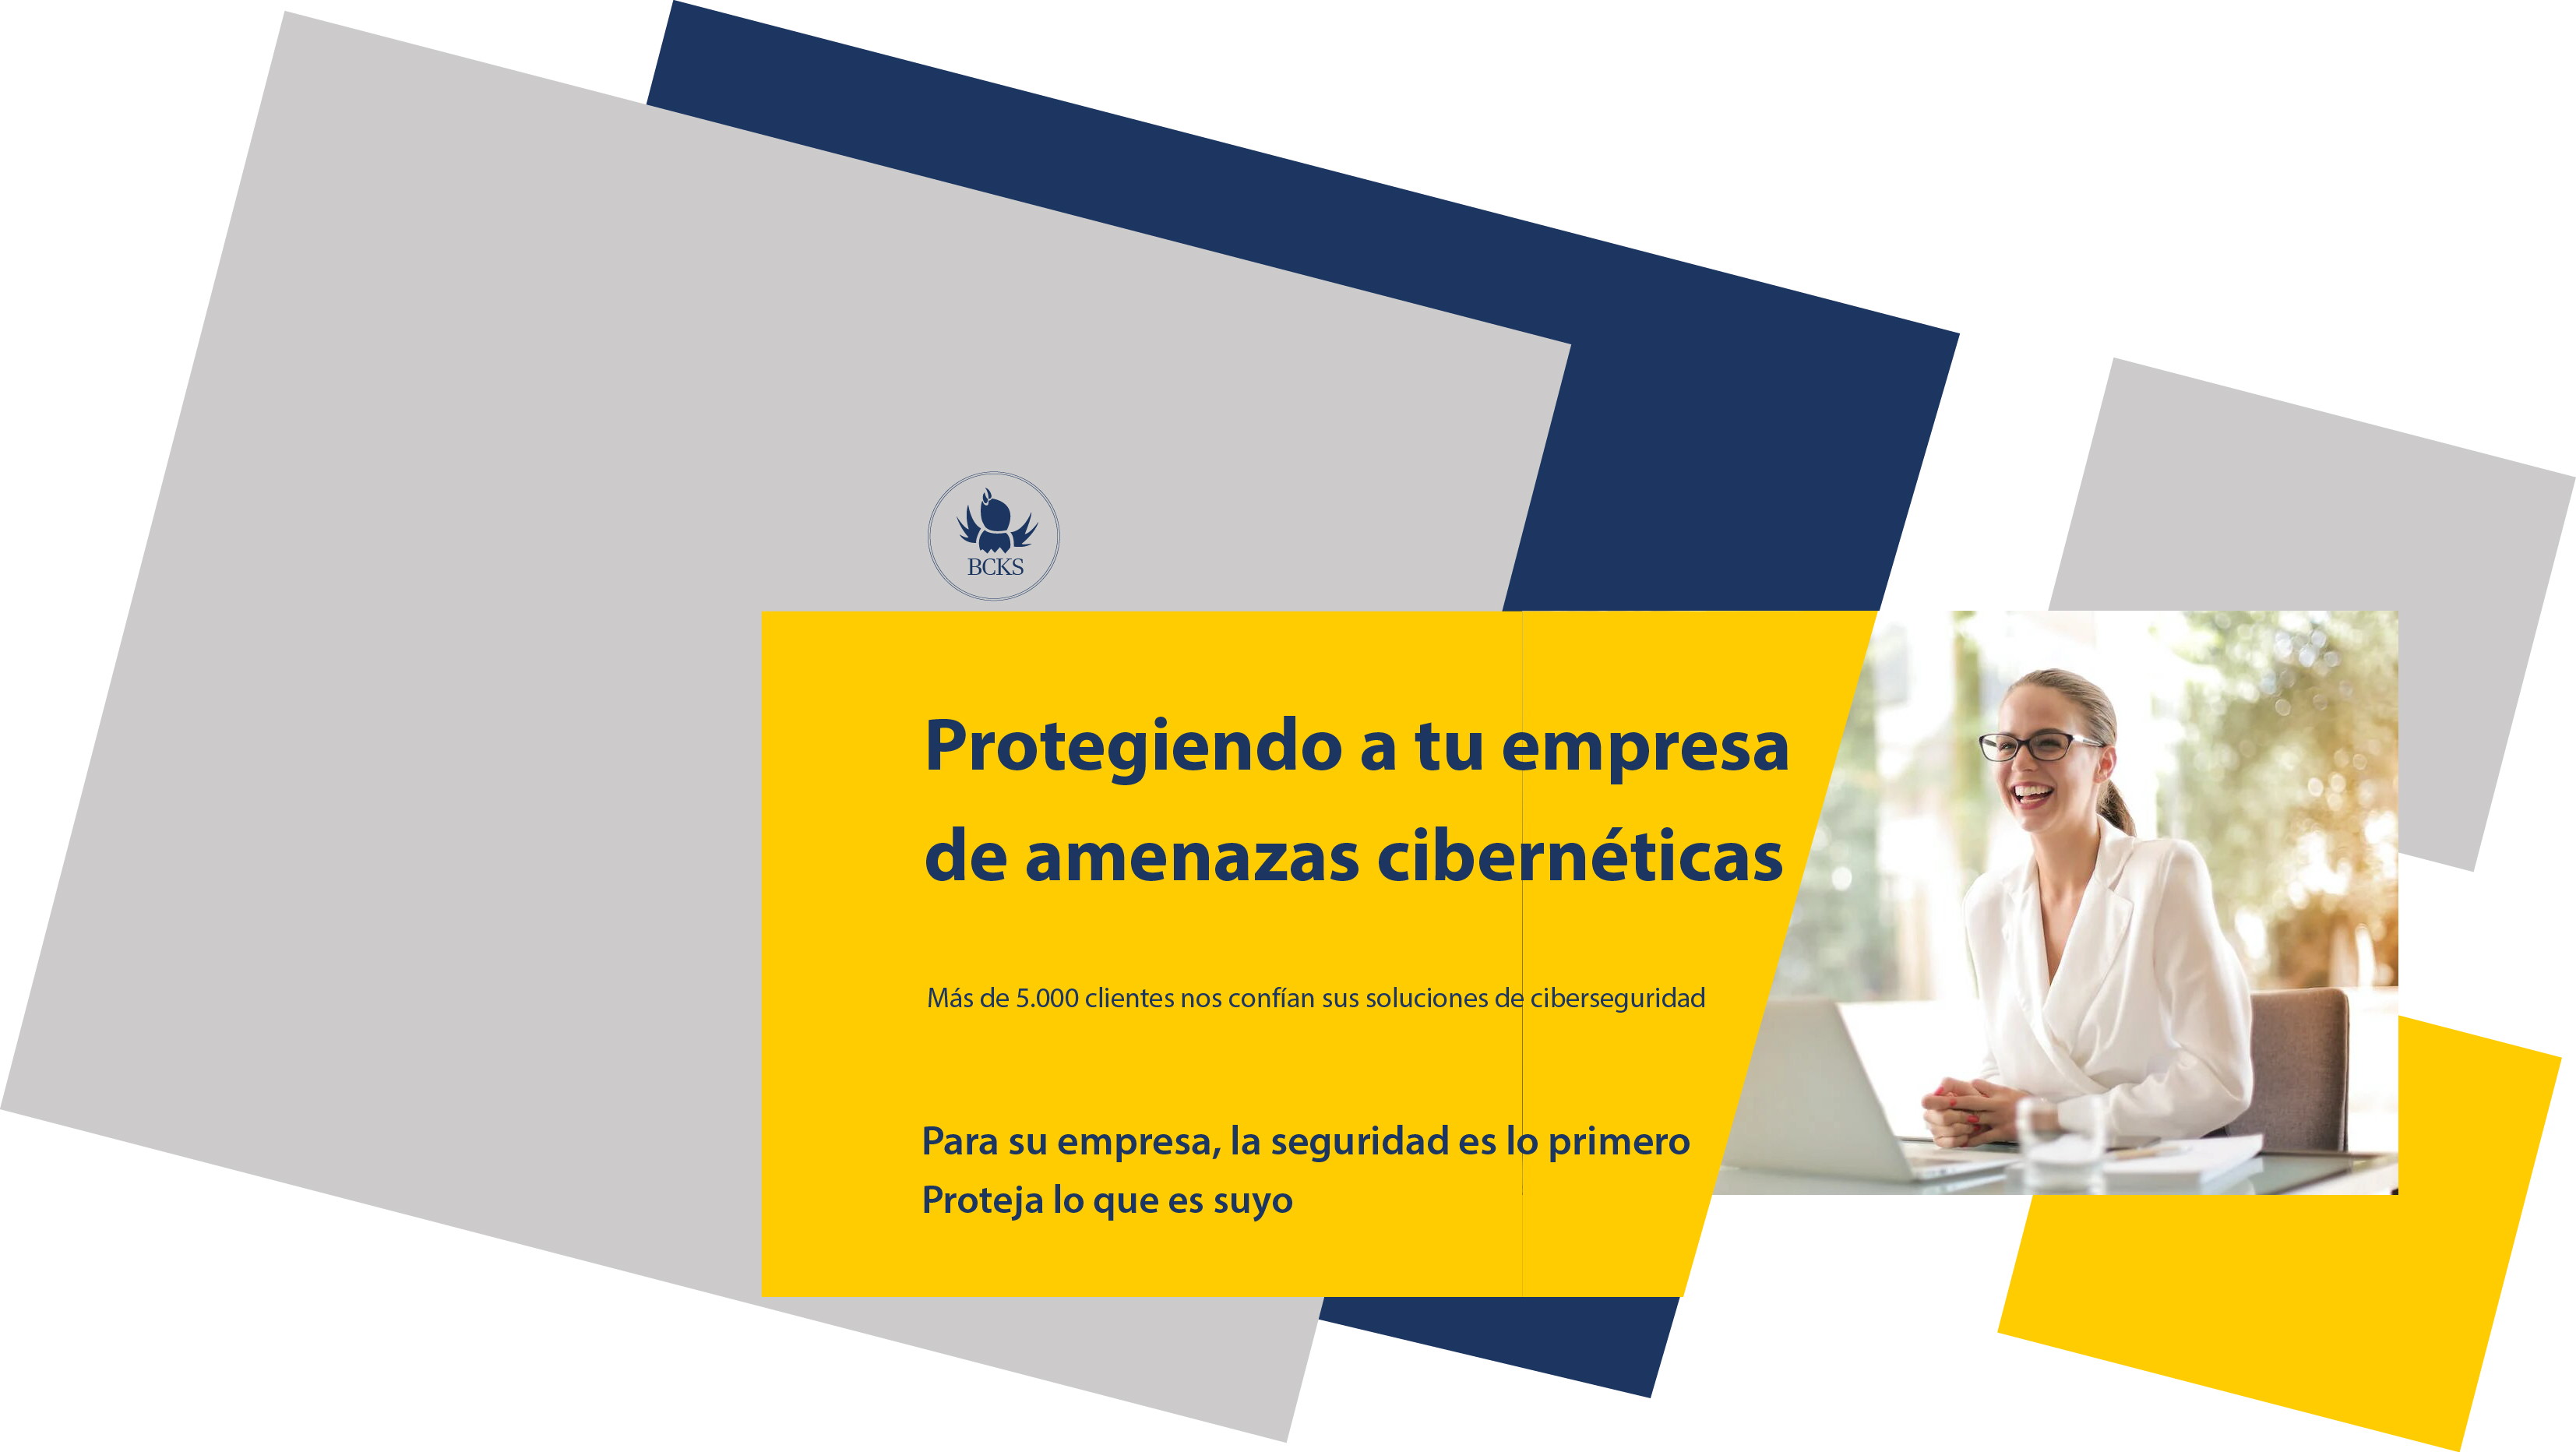 BCKS
Protegiendo a tu empresa
de amenazas cibernéticas
Más de 5.000 clientes nos confían sus soluciones de ciberseguridad
Para su empresa, la seguridad es lo primero
Proteja lo que es suyo